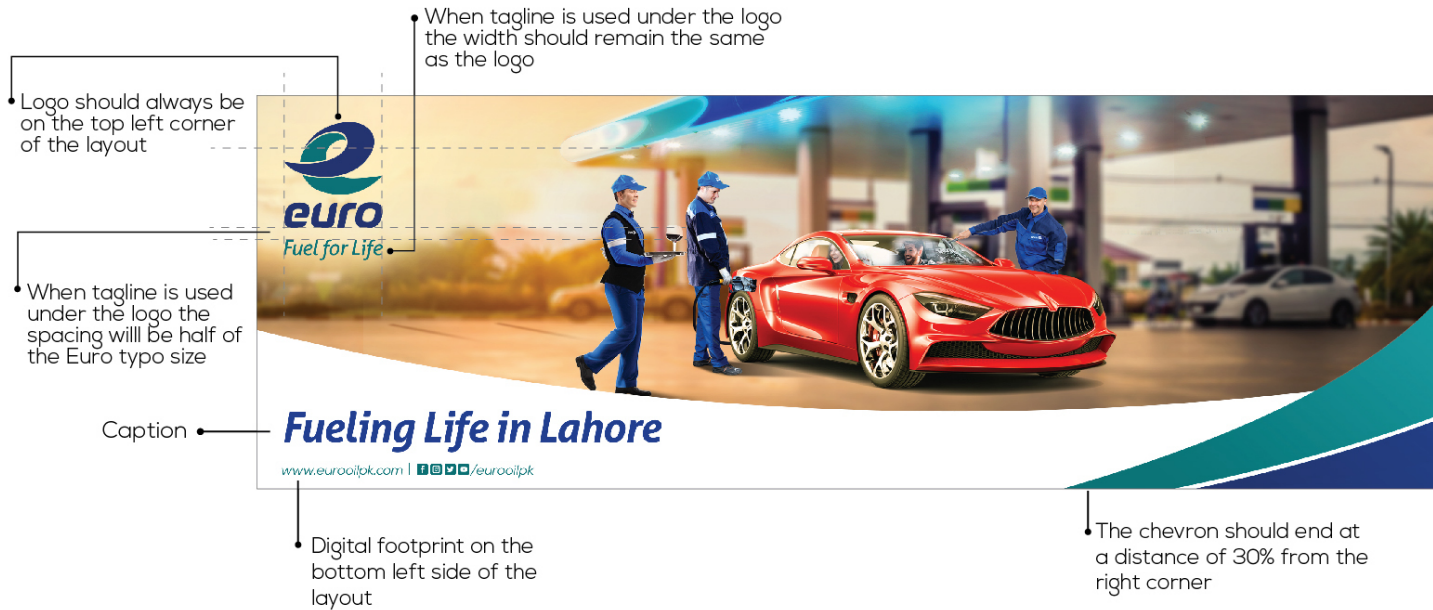 When tagline is used under the logo
the width should remain the same
as the logo
Logo should always be
on the top left corner
of the layout
euro
Fuel for Life
When tagline is used
under the logo the
spacing willl be half of
the Euro typo size
Caption
Fueling Life in Lahore
www.eurooilpk.com | /eurooilpk
Digital footprint on the
bottom left side of the
layout
The chevron should end at
a distance of 30% from the
right corner